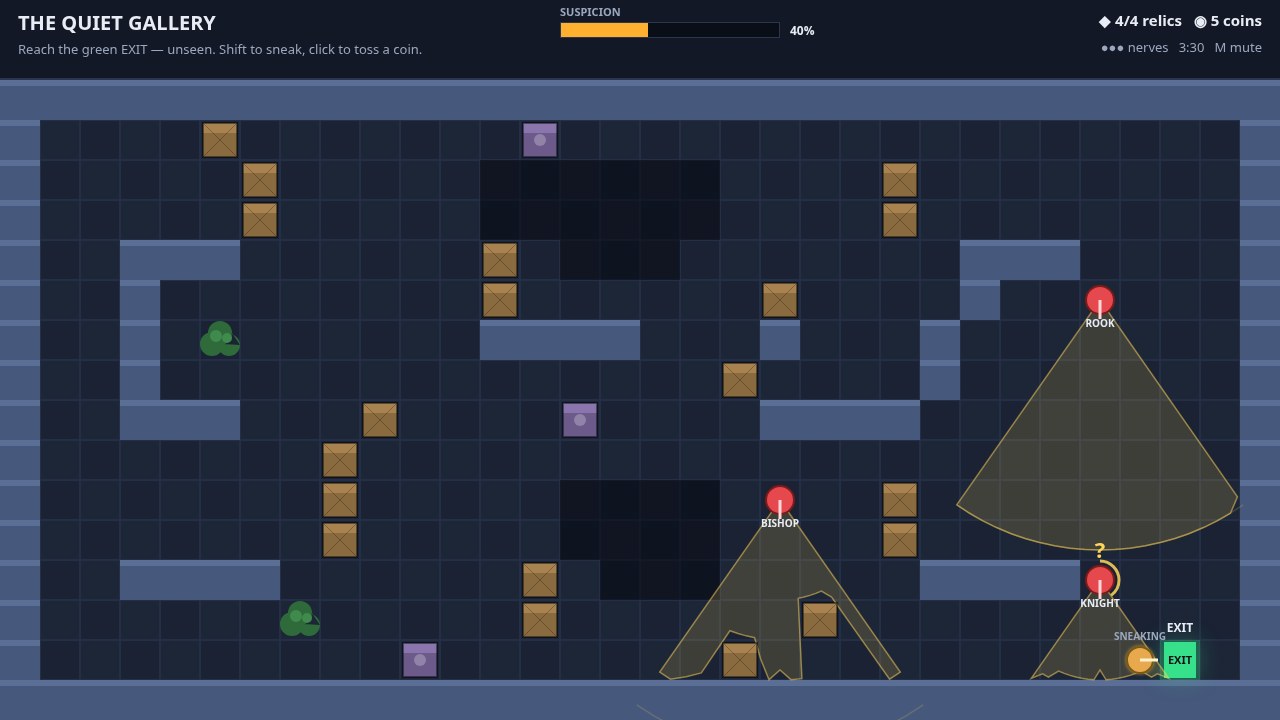 THE QUIET GALLERY
Reach the green EXIT — unseen. Shift to sneak, click to toss a coin.
SUSPICION
40%
◆ 4/4 relics ◉ 5 coins
●●● nerves 3:30 M mute
ROOK
BISHOP
?
KNIGHT
SNEAKING
EXIT
EXIT